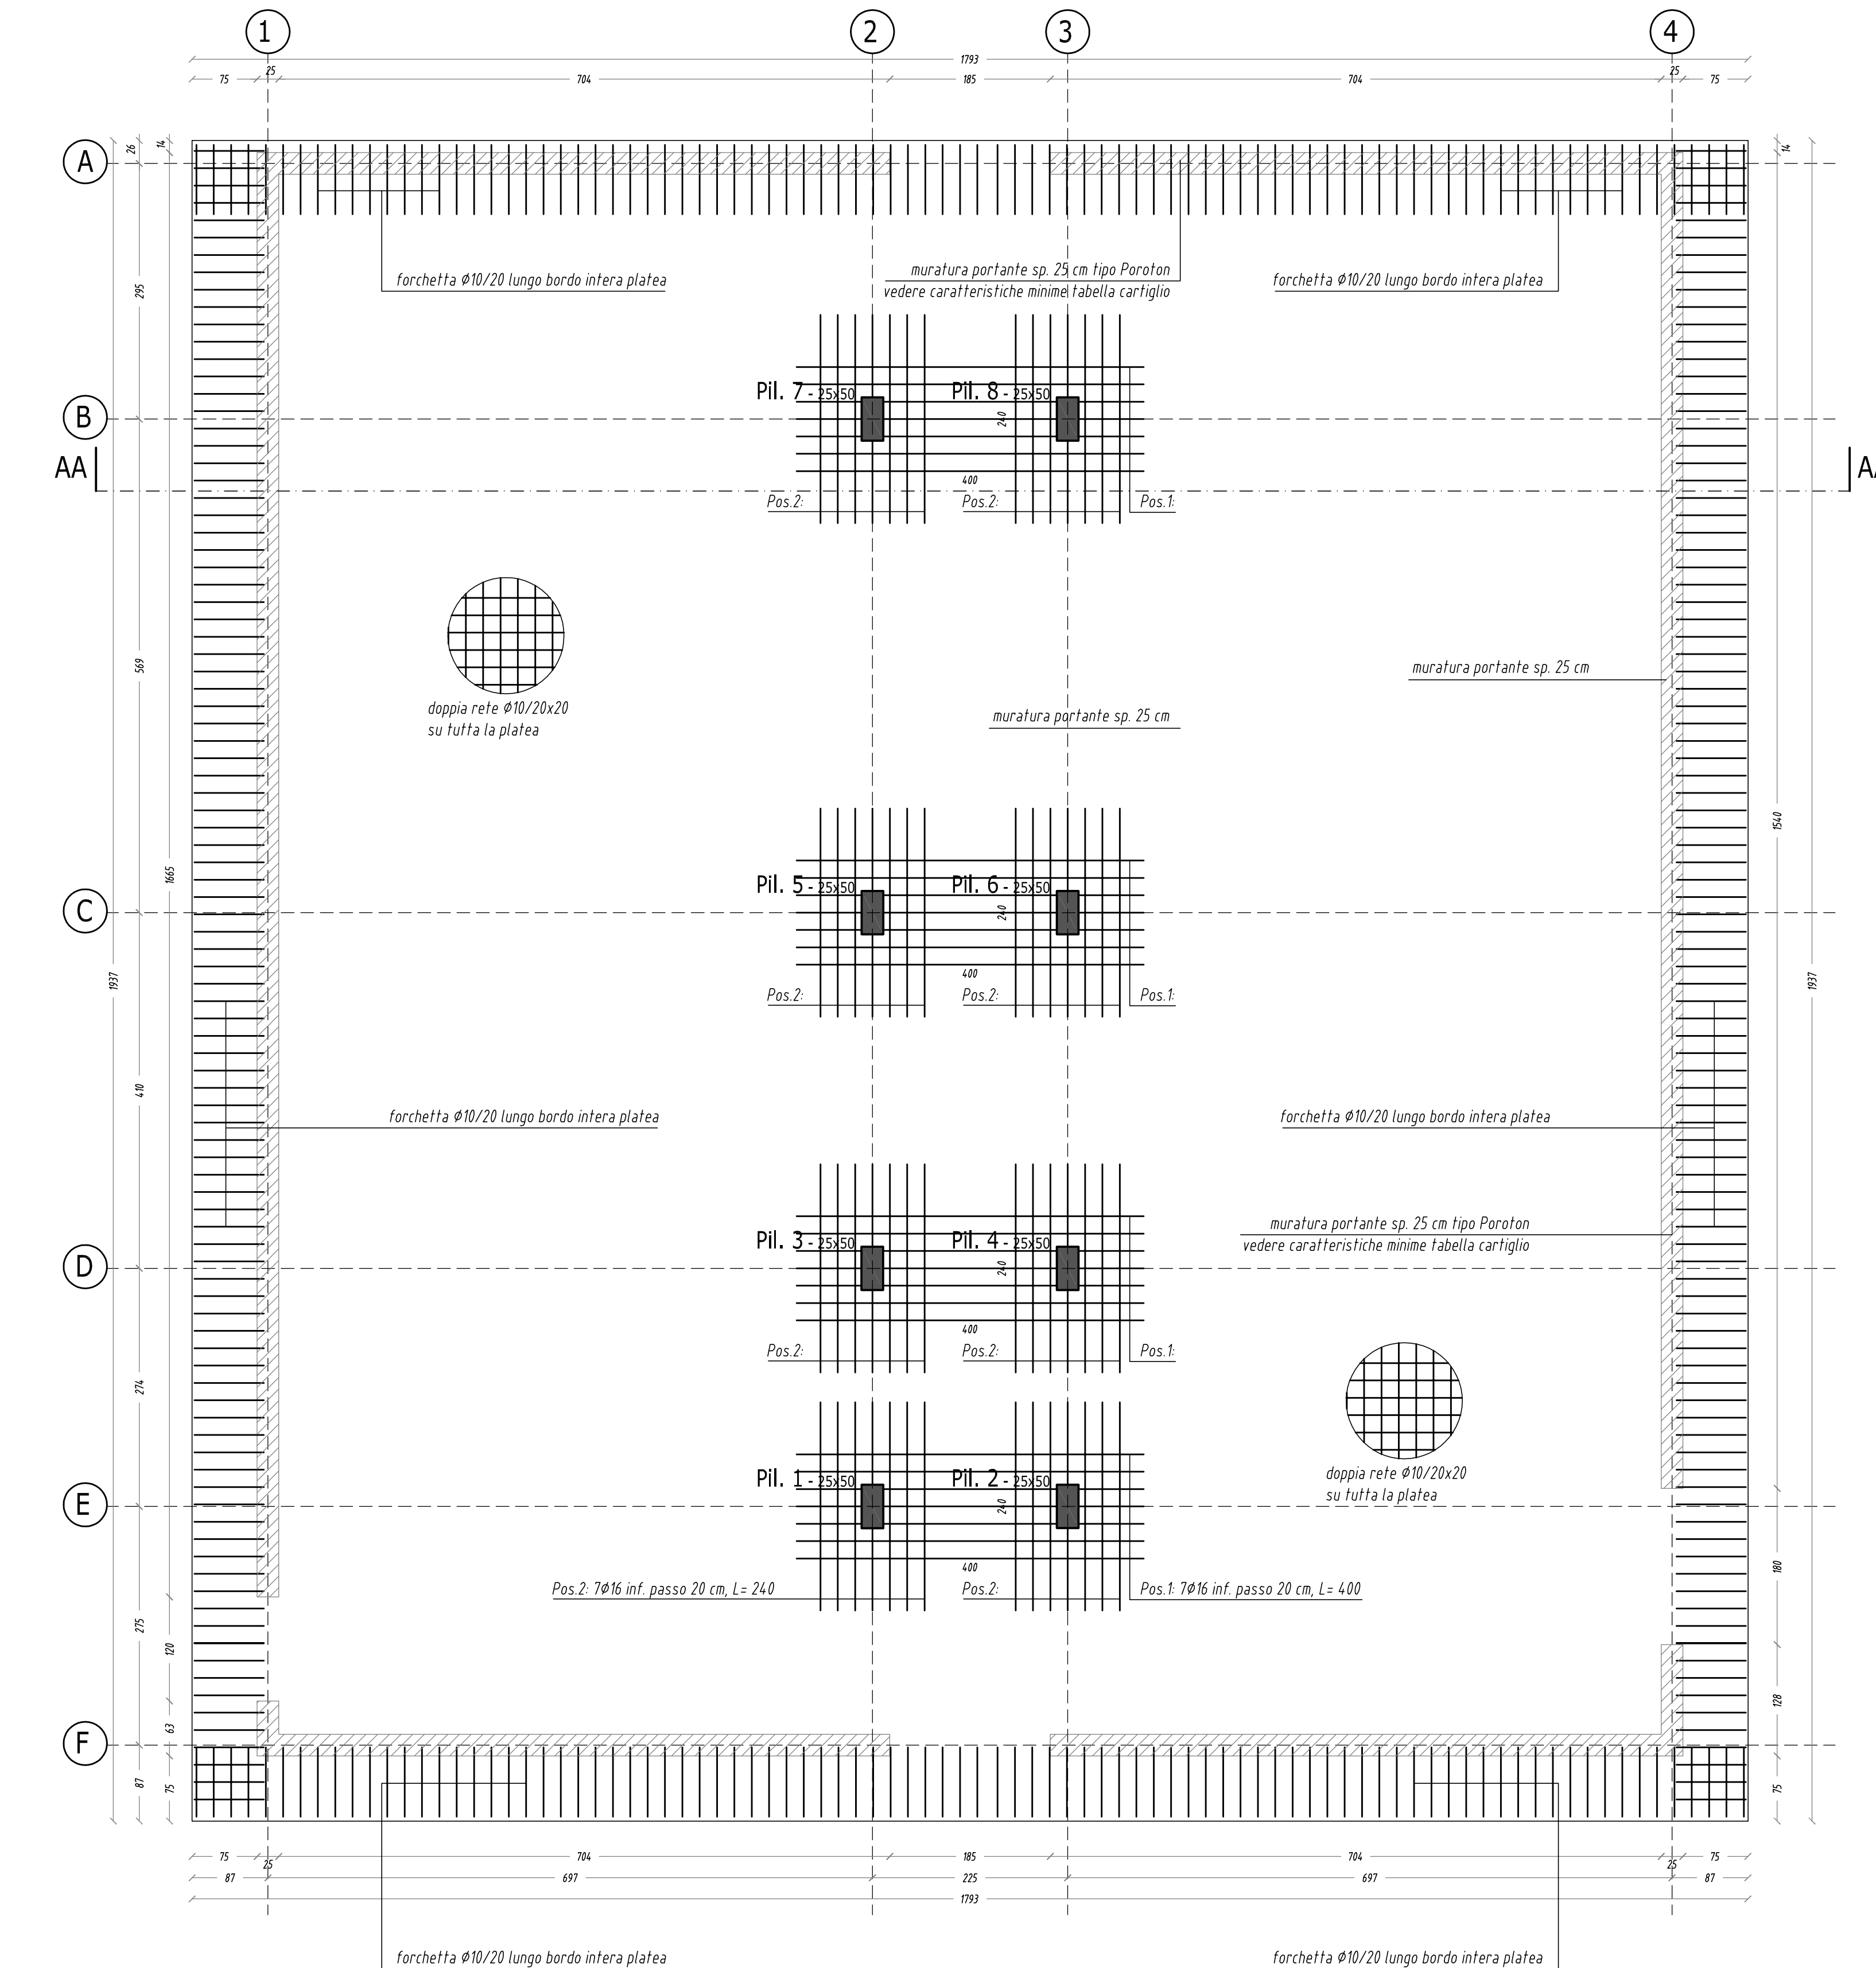 1
2
3
4
1793
75
25
704
185
704
25
75
A
26
14
14
forchetta Ø10/20 lungo bordo intera platea
muratura portante sp. 25 cm tipo Poroton
vedere caratteristiche minime tabella cartiglio
forchetta Ø10/20 lungo bordo intera platea
295
B
Pil. 7 - 25x50
Pil. 8 - 25x50
240
AA
400
Pos.2:
Pos.2:
Pos.1:
569
doppia rete Ø10/20x20
su tutta la platea
muratura portante sp. 25 cm
muratura portante sp. 25 cm
1540
1665
C
Pil. 5 - 25x50
Pil. 6 - 25x50
240
400
Pos.2:
Pos.2:
Pos.1:
1937
1937
410
forchetta Ø10/20 lungo bordo intera platea
forchetta Ø10/20 lungo bordo intera platea
muratura portante sp. 25 cm tipo Poroton
vedere caratteristiche minime tabella cartiglio
D
Pil. 3 - 25x50
Pil. 4 - 25x50
240
400
Pos.2:
Pos.2:
Pos.1:
274
doppia rete Ø10/20x20
su tutta la platea
E
Pil. 1 - 25x50
Pil. 2 - 25x50
240
400
Pos.2: 7Ø16 inf. passo 20 cm, L= 240
Pos.2:
Pos.1: 7Ø16 inf. passo 20 cm, L= 400
180
275
120
128
63
F
87
75
75
75
25
704
185
704
25
75
87
697
225
697
87
1793
forchetta Ø10/20 lungo bordo intera platea
forchetta Ø10/20 lungo bordo intera platea